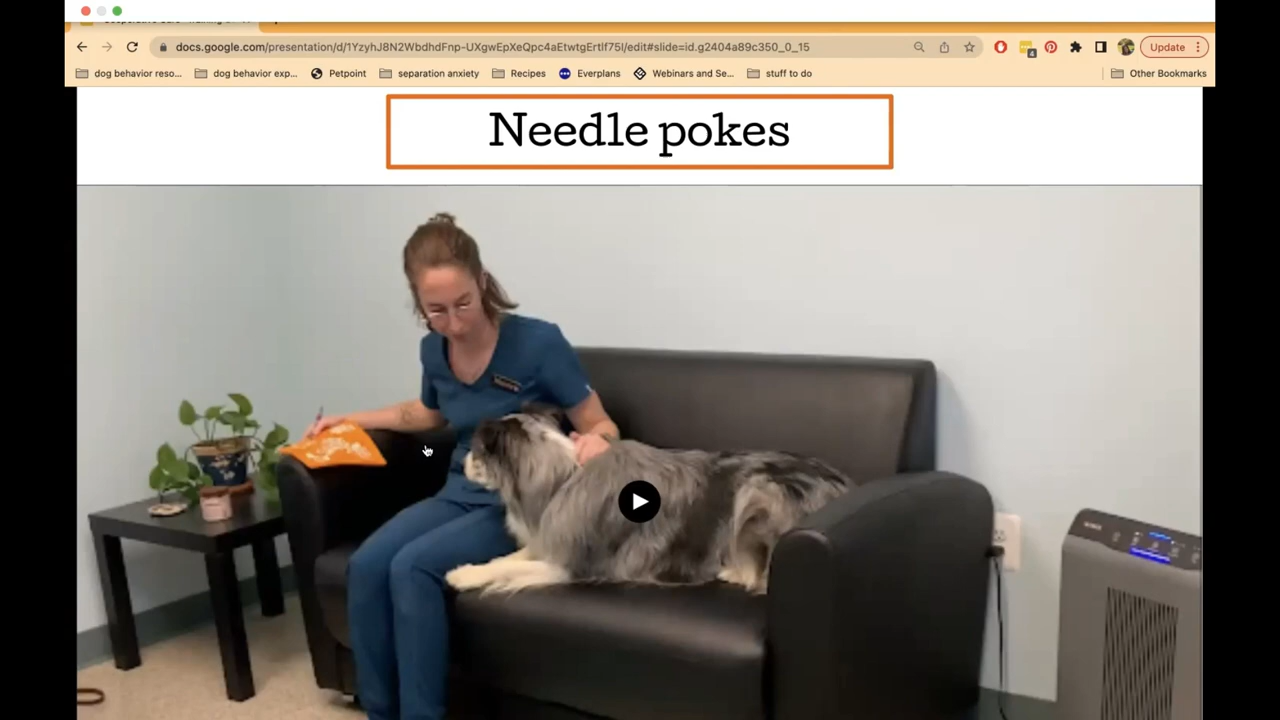 docs.google.com/presentation/d/1YzyhJ8N2WbdhdFnp-UXgwEpXeQpc4aEtwtgErtlf75I/edit#slide=id.g2404a89c350_0_15
4
Update
dog behavior reso...
dog behavior exp...
Petpoint
separation anxiety
Recipes
Everplans
Webinars and Se...
stuff to do
Other Bookmarks
Needle pokes